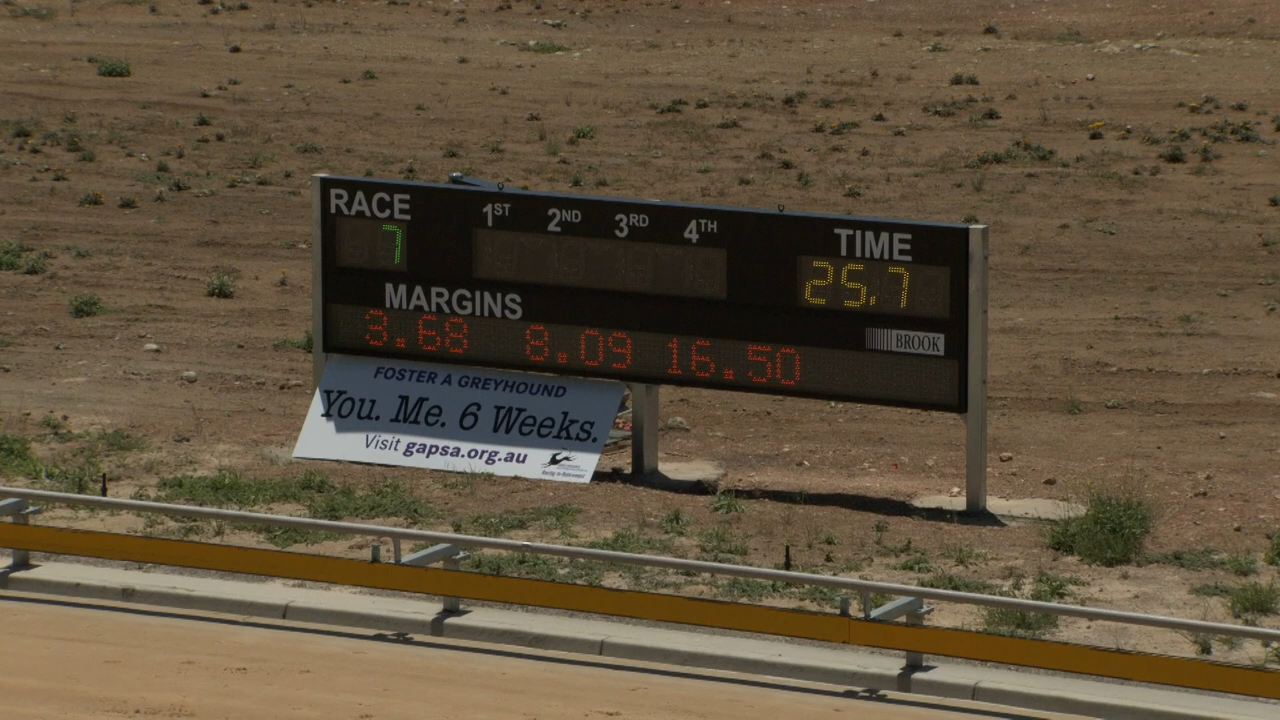 RACE 1ST 2ND 3RD 4TH TIME
7 25.7
MARGINS
BROOK
3.68 8.09 16.50
FOSTER A GREYHOUND
You. Me. 6 Weeks.
Visit gapsa.org.au